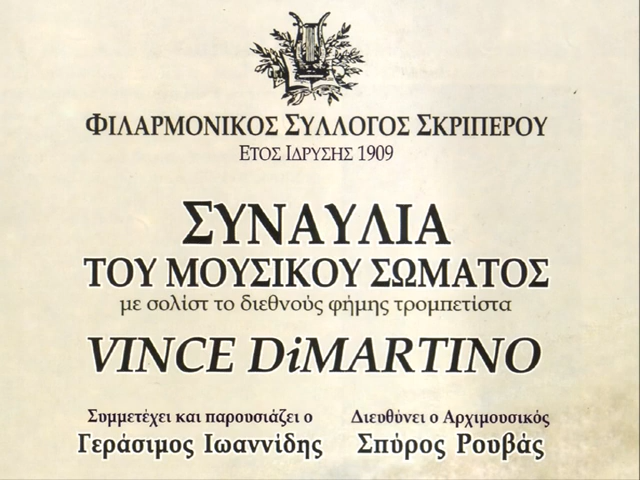 ΦΙΛΑΡΜΟΝΙΚΟΣ ΣΥΛΛΟΓΟΣ ΣΚΡΙΠΕΡΟΥ
ΕΤΟΣ ΙΔΡΥΣΗΣ 1909
ΣΥΝΑΥΛΙΑ
ΤΟΥ ΜΟΥΣΙΚΟΥ ΣΩΜΑΤΟΣ
με σολίστ το διεθνούς φήμης τρομπετίστα
VINCE DiMARTINO
Συμμετέχει και παρουσιάζει ο
Γεράσιμος Ιωαννίδης
Διευθύνει ο Αρχιμουσικός
Σπύρος Ρουβάς